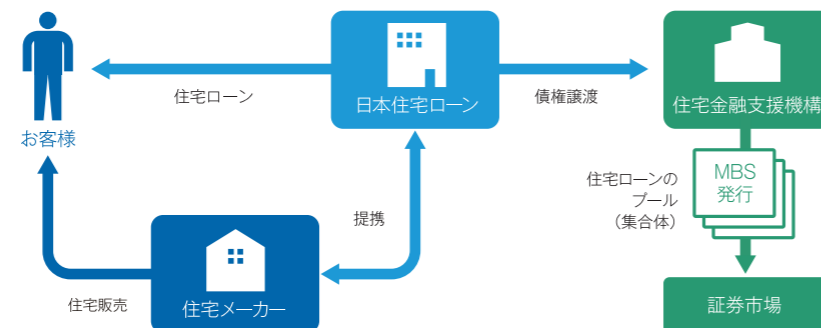 お客様
住宅ローン
日本住宅ローン
債権譲渡
住宅金融支援機構
提携
住宅販売
住宅メーカー
住宅ローンの
プール
（集合体）
MBS
発行
証券市場